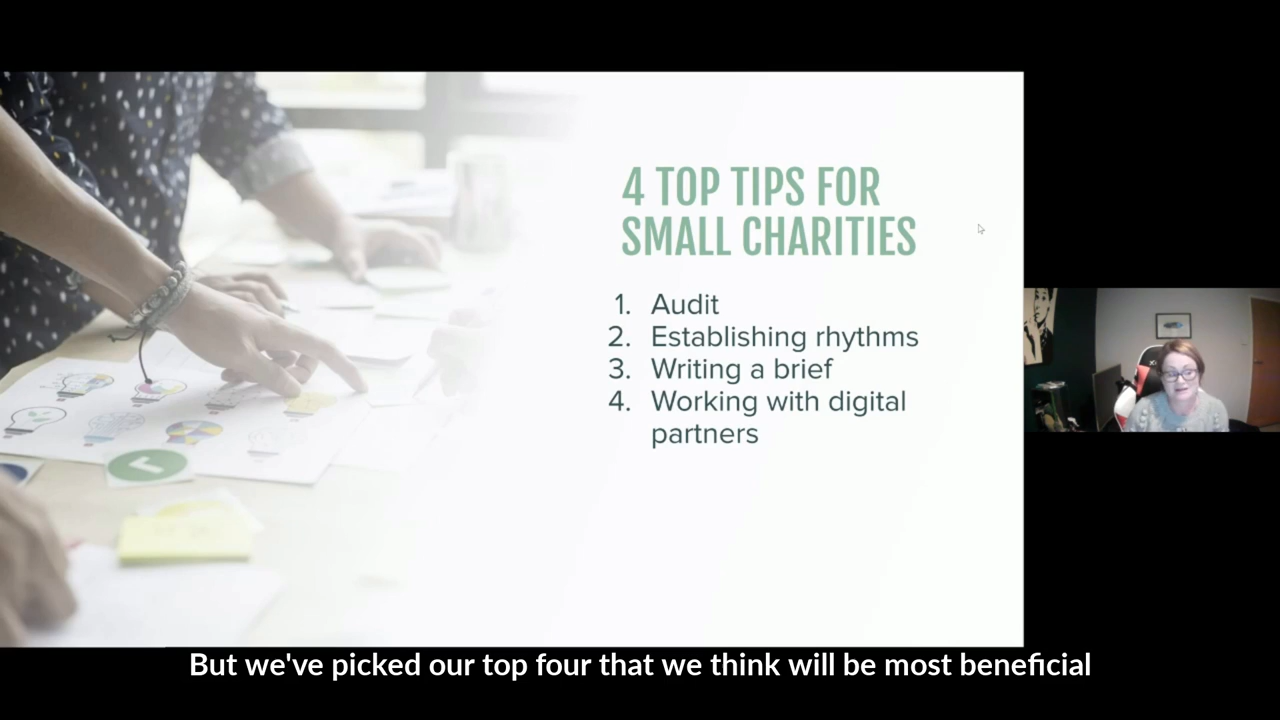 4 TOP TIPS FOR
SMALL CHARITIES
1. Audit
2. Establishing rhythms
3. Writing a brief
4. Working with digital
partners
But we've picked our top four that we think will be most beneficial